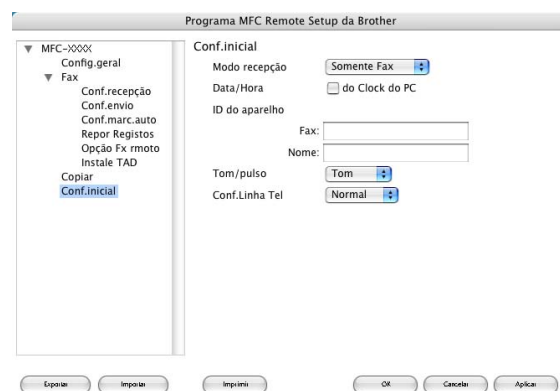 Programa MFC Remote Setup da Brother
MFC-XXXX
Config.geral
Fax
Conf.recepção
Conf.envio
Conf.marc.auto
Repor Registos
Opção Fx rmoto
Instale TAD
Copiar
Conf.inicial
Conf.inicial
Modo recepção Somente Fax
Data/Hora do Clock do PC
ID do aparelho
Fax:
Nome:
Tom/pulso Tom
Conf.Linha Tel Normal
Exportar Importar Imprimir OK Cancelar Aplicar